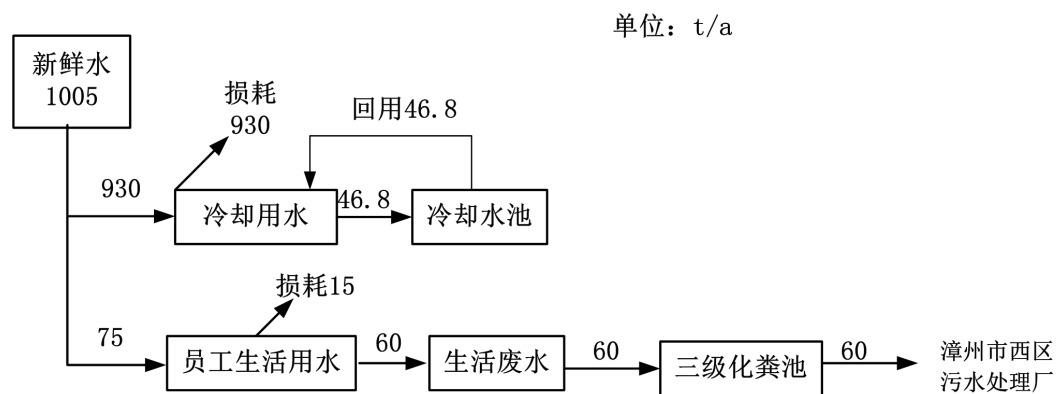 单位：t/a
新鲜水
1005
损耗
930
回用46.8
930
冷却用水
46.8
冷却水池
损耗15
75
员工生活用水
60
生活废水
60
三级化粪池
60
漳州市西区
污水处理厂